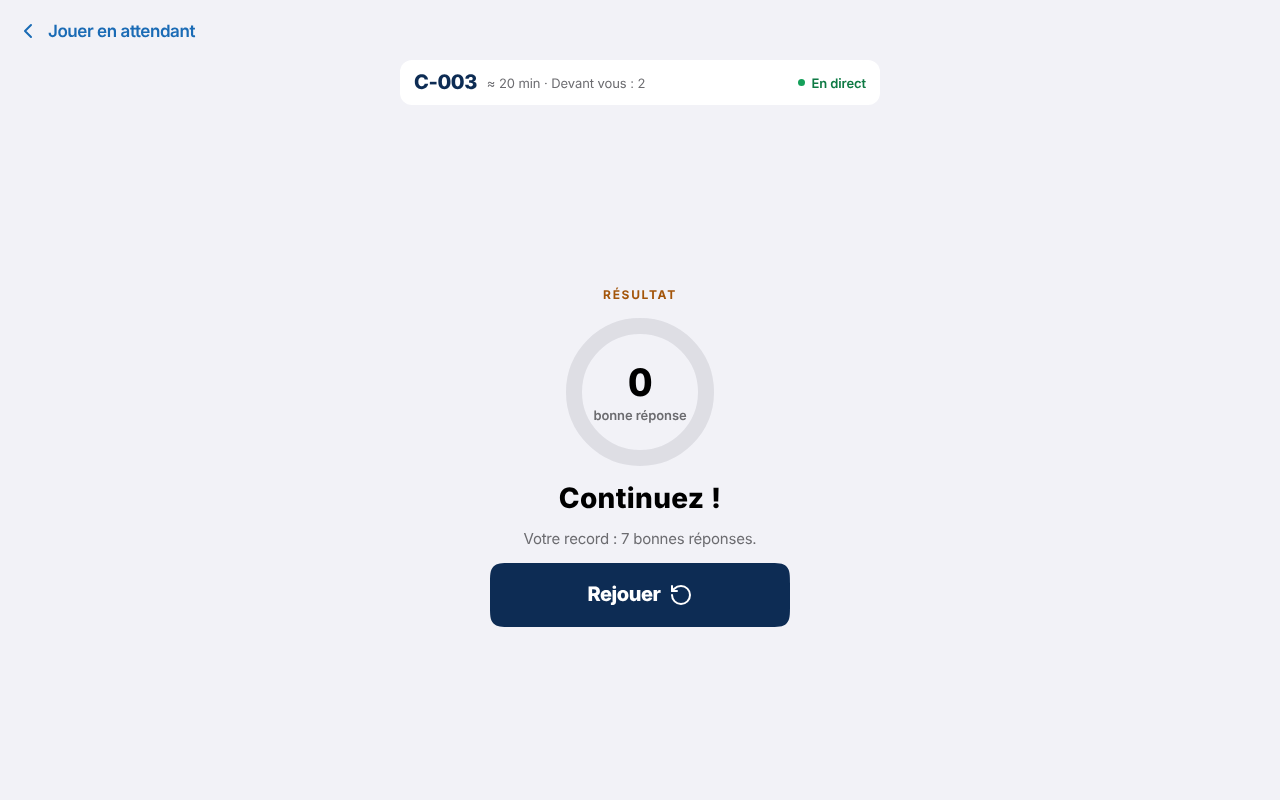 Jouer en attendant
C-003 ≈ 20 min · Devant vous : 2 En direct
RÉSULTAT
0
bonne réponse
Continuez !
Votre record : 7 bonnes réponses.
Rejouer